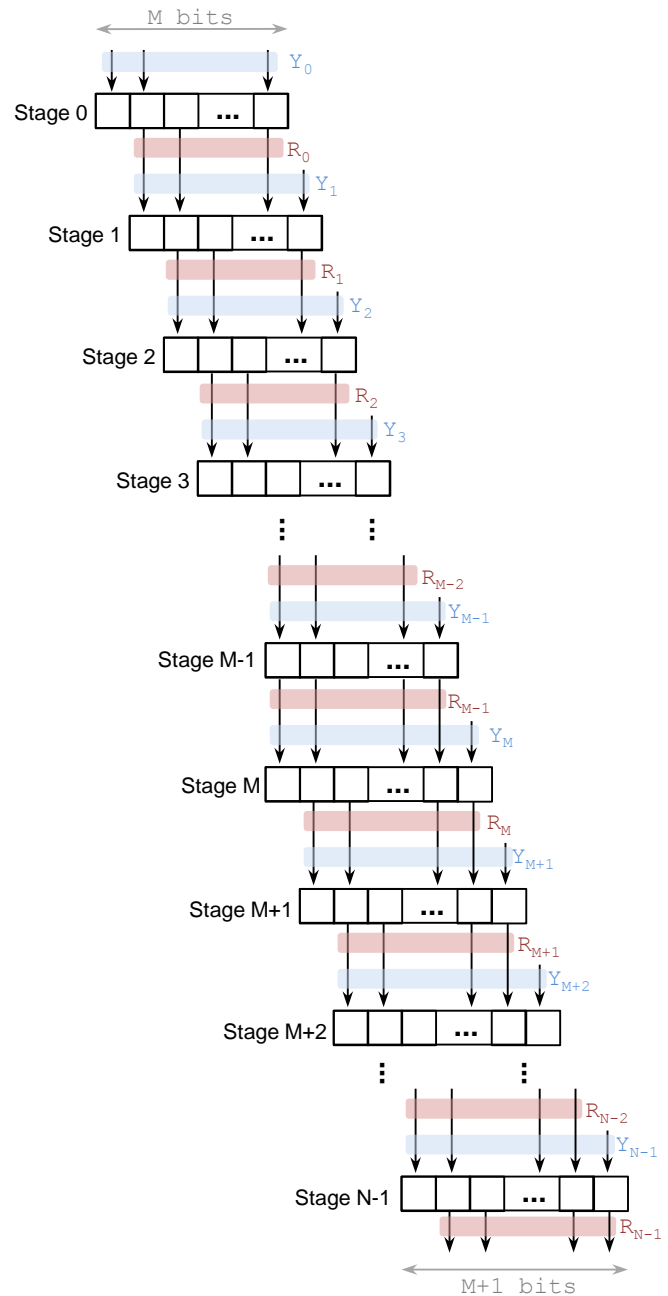 M bits
Y0
Stage 0
...
R0
Y1
Stage 1
...
R1
Y2
Stage 2
...
R2
Y3
Stage 3
...
RM-2
YM-1
Stage M-1
...
RM-1
YM
Stage M
...
RM
YM+1
Stage M+1
...
RM+1
YM+2
Stage M+2
...
RN-2
YN-1
Stage N-1
...
RN-1
M+1 bits